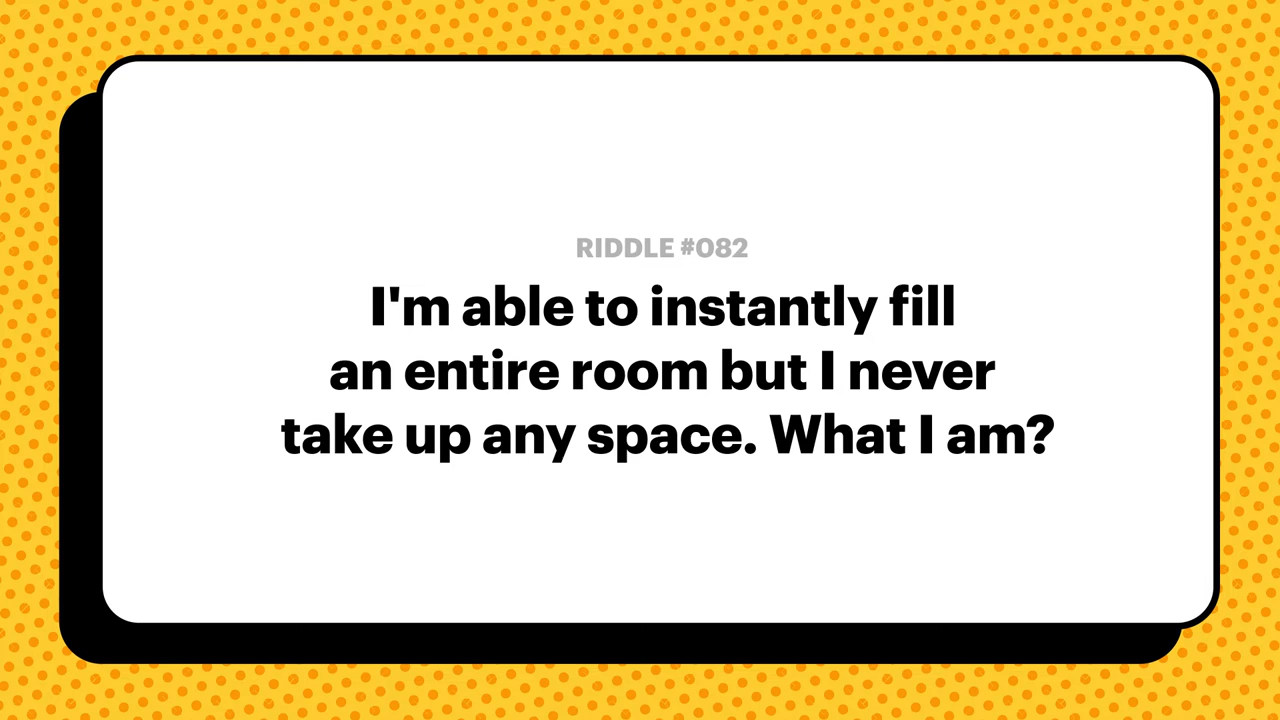 RIDDLE #082
I'm able to instantly fill
an entire room but I never
take up any space. What I am?